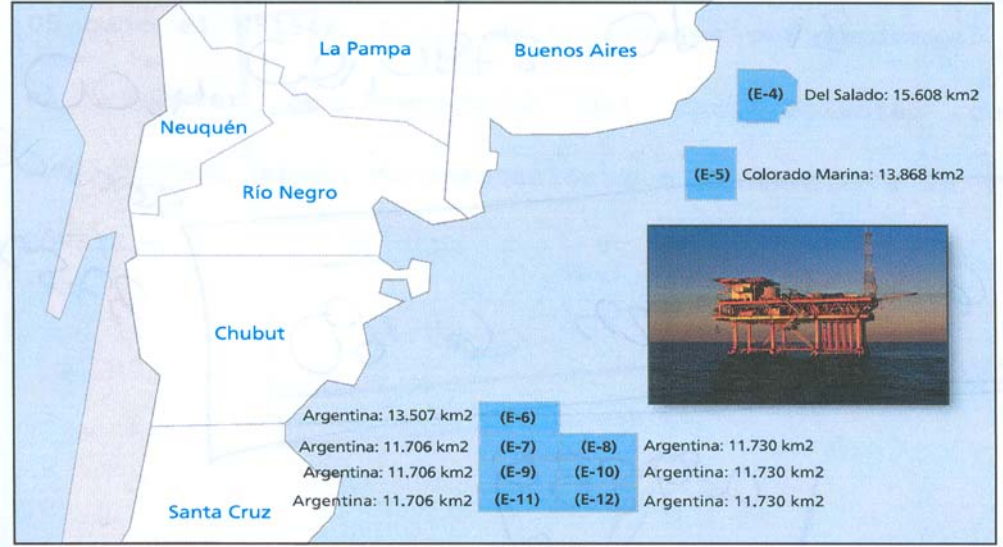 La Pampa
Buenos Aires
(E-4) Del Salado: 15.608 km2
Neuquén
(E-5) Colorado Marina: 13.868 km2
Río Negro
Chubut
Argentina: 13.507 km2 (E-6)
Argentina: 11.706 km2 (E-7) (E-8) Argentina: 11.730 km2
Argentina: 11.706 km2 (E-9) (E-10) Argentina: 11.730 km2
Argentina: 11.706 km2 (E-11) (E-12) Argentina: 11.730 km2
Santa Cruz